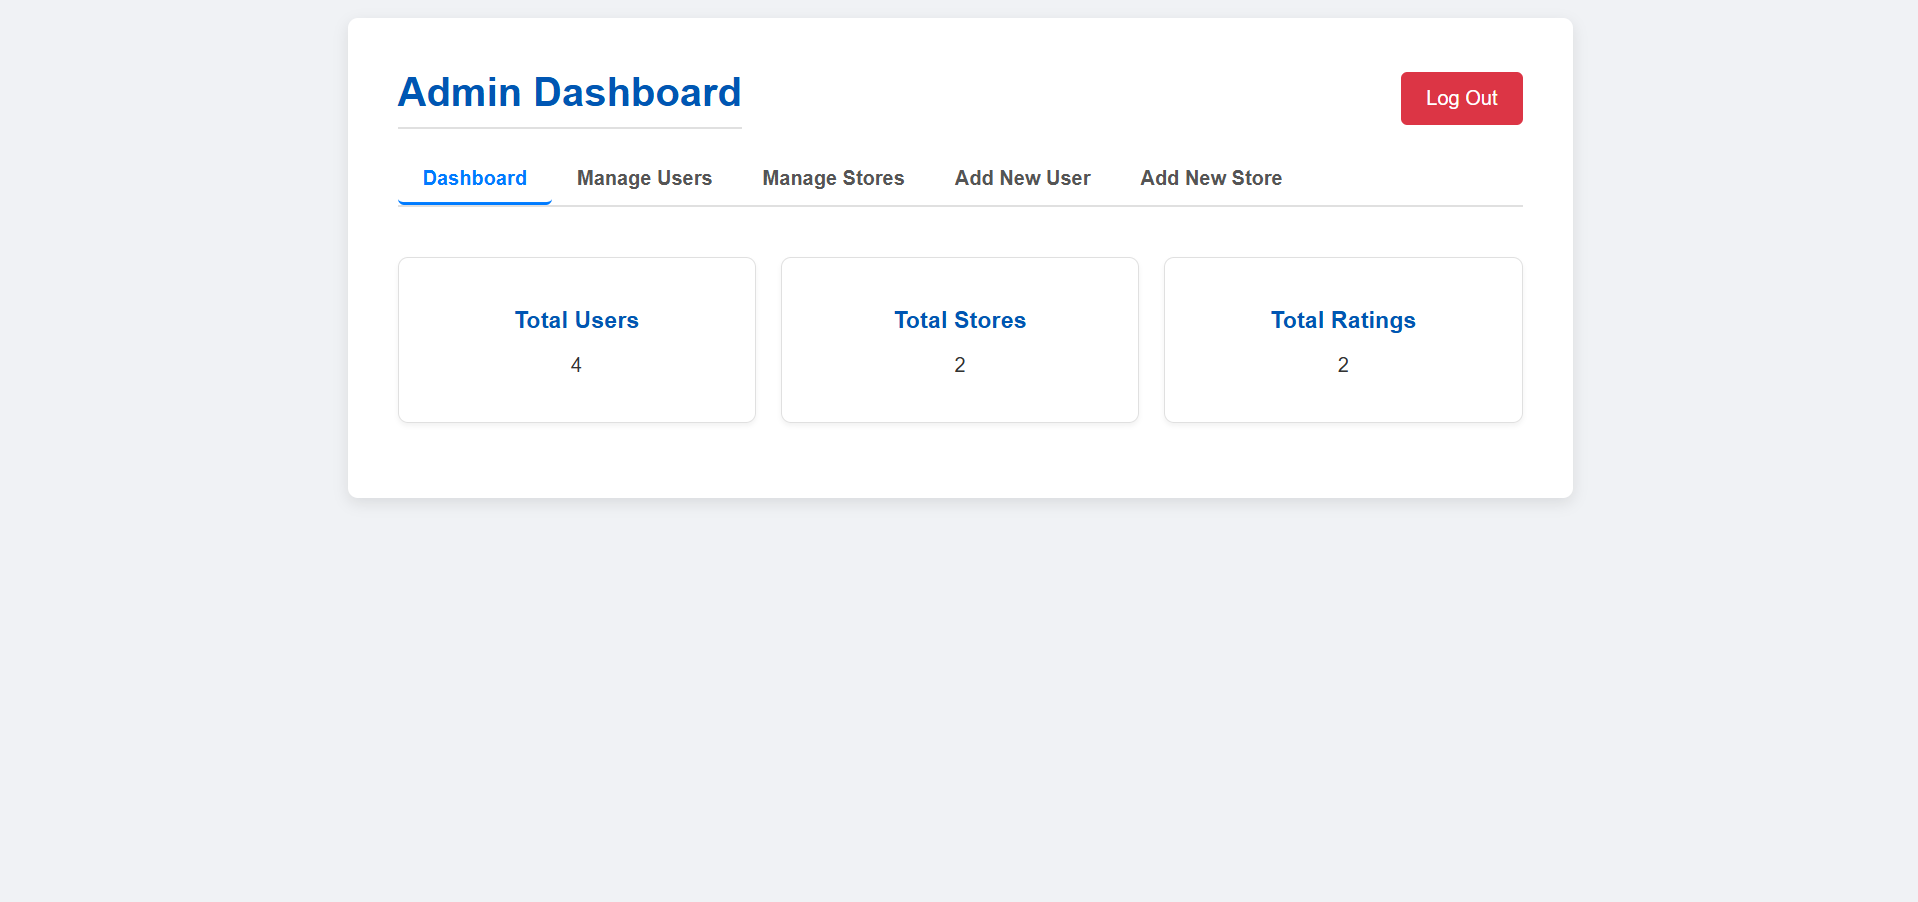 Admin Dashboard
Log Out
Dashboard Manage Users Manage Stores Add New User Add New Store
Total Users
4
Total Stores
2
Total Ratings
2